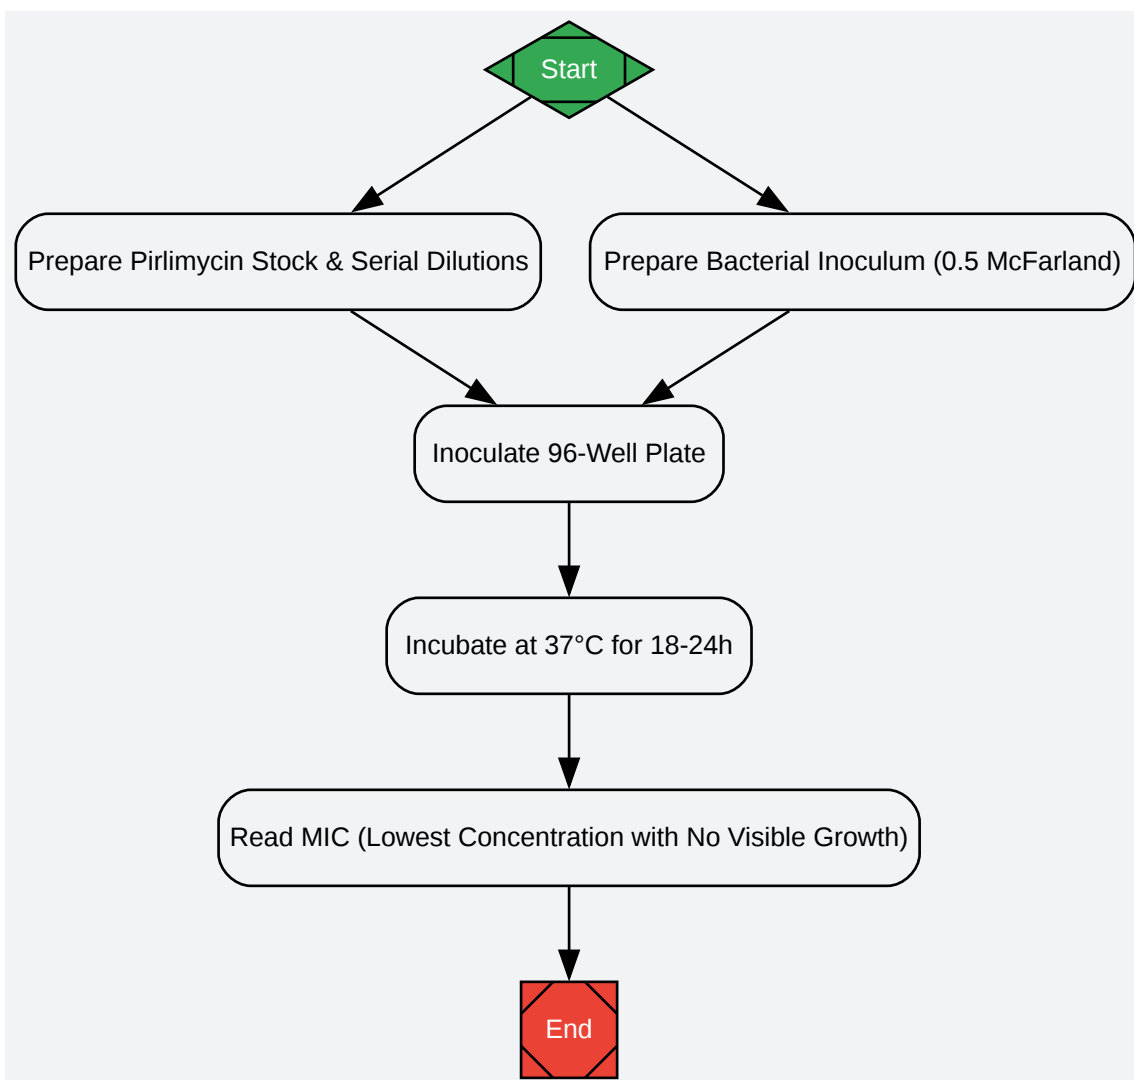 Start
Prepare Pirlimycin Stock & Serial Dilutions
Prepare Bacterial Inoculum (0.5 McFarland)
Inoculate 96-Well Plate
Incubate at 37°C for 18-24h
Read MIC (Lowest Concentration with No Visible Growth)
End